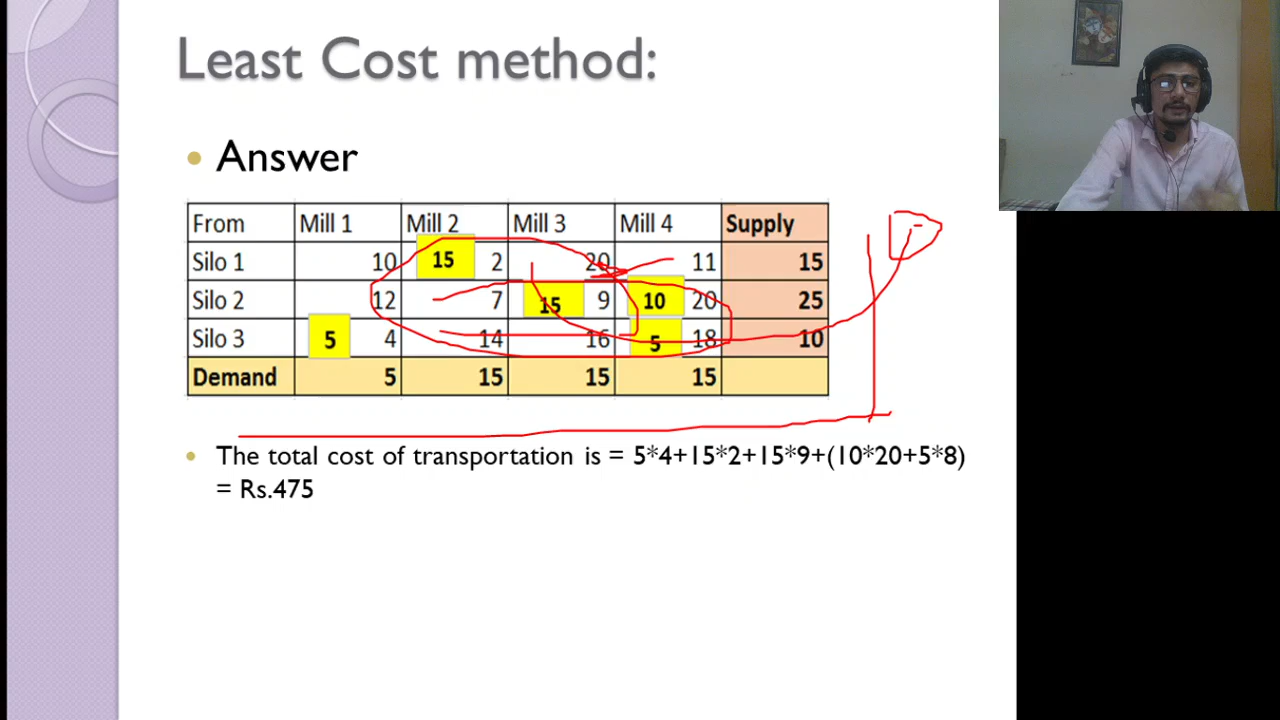 Least Cost method:
Answer
From Mill 1 Mill 2 Mill 3 Mill 4 Supply
Silo 1 10 15 2 20 11 15
Silo 2 12 7 15 9 10 20 25
Silo 3 5 4 14 16 5 18 10
Demand 5 15 15 15
The total cost of transportation is = 5*4+15*2+15*9+(10*20+5*8)
= Rs.475